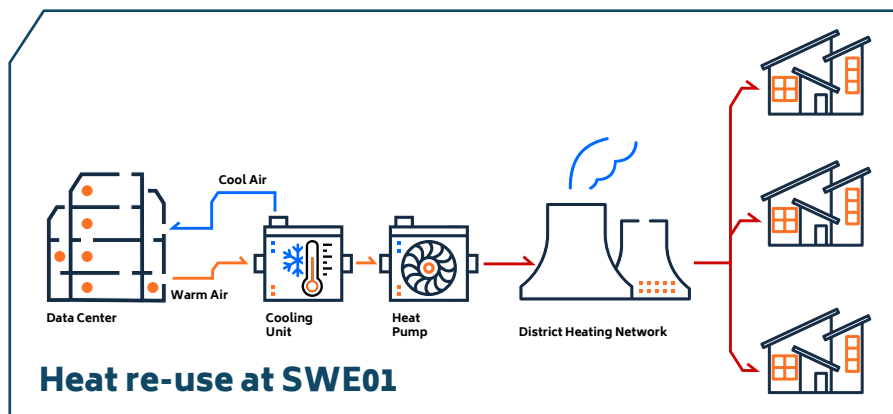 Cool Air
Warm Air
Data Center
Cooling
Unit
Heat
Pump
District Heating Network
Heat re-use at SWE01